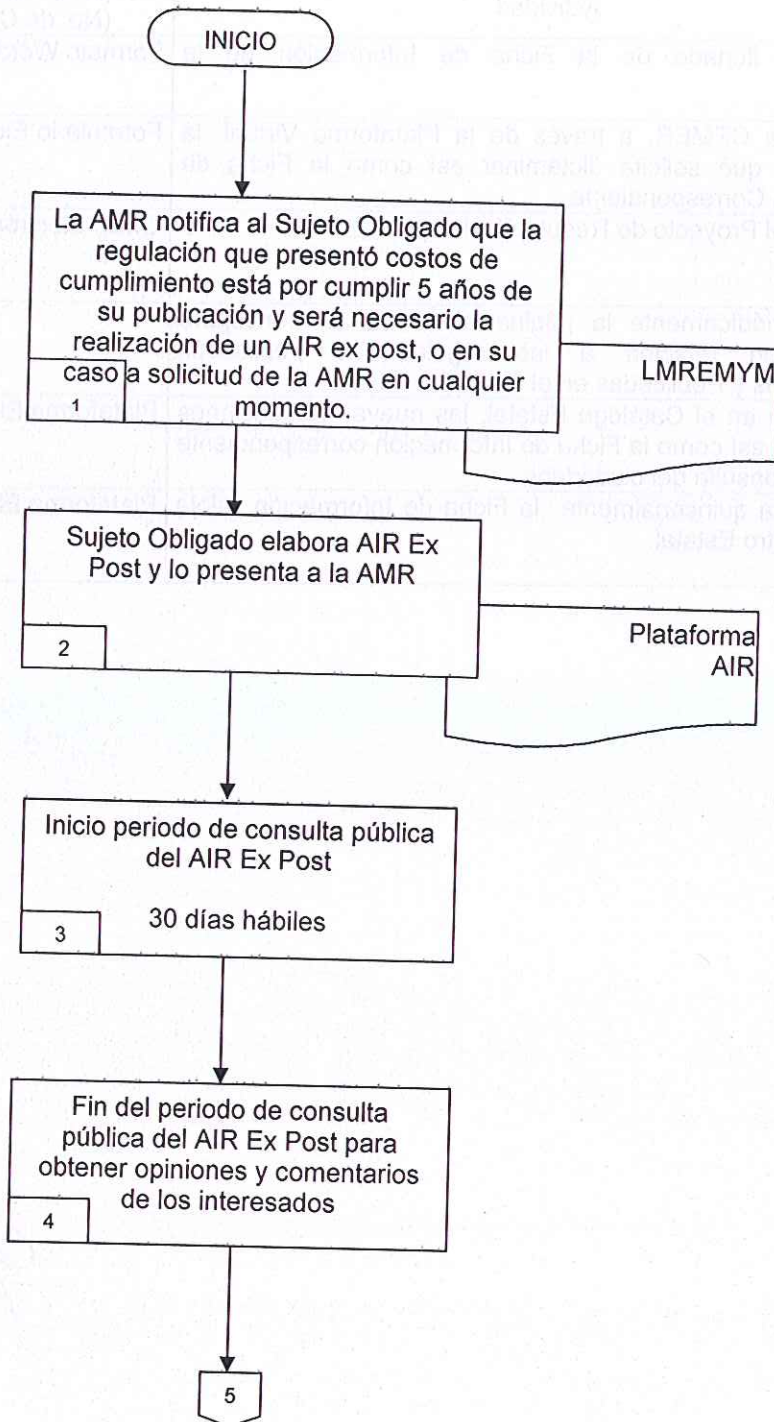 INICIO
La AMR notifica al Sujeto Obligado que la
regulación que presentó costos de
cumplimiento está por cumplir 5 años de
su publicación y será necesario la
realización de un AIR ex post, o en su
caso a solicitud de la AMR en cualquier
momento.
1
LMREMYM
Sujeto Obligado elabora AIR Ex
Post y lo presenta a la AMR
2
Plataforma
AIR
Inicio periodo de consulta pública
del AIR Ex Post
30 días hábiles
3
Fin del periodo de consulta
pública del AIR Ex Post para
obtener opiniones y comentarios
de los interesados
4
5